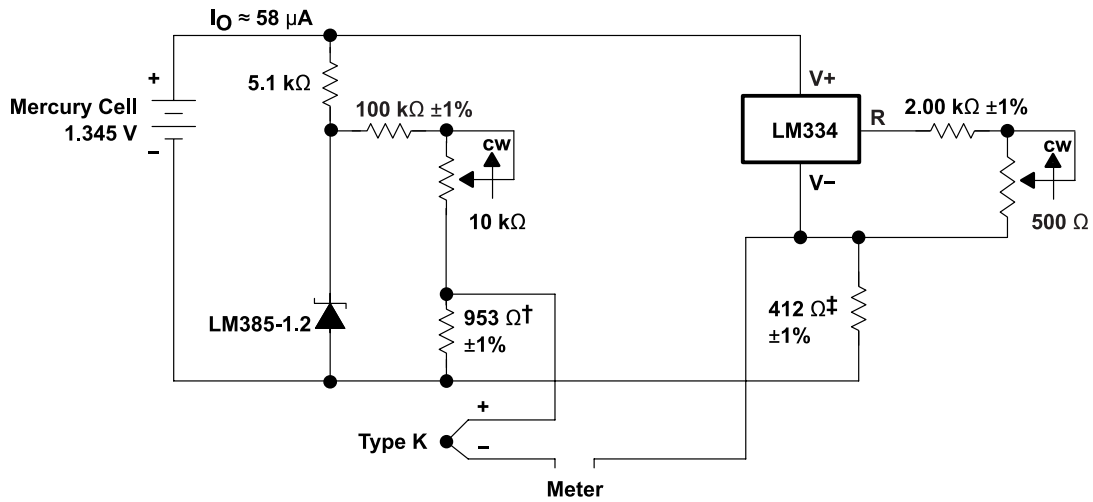 IO ≈ 58 µA
+
Mercury Cell
1.345 V
−
5.1 kΩ
100 kΩ ±1%
cw
10 kΩ
LM385-1.2
953 Ω†
±1%
V+
LM334
R
2.00 kΩ ±1%
cw
V−
500 Ω
412 Ω‡
±1%
+
Type K
−
Meter